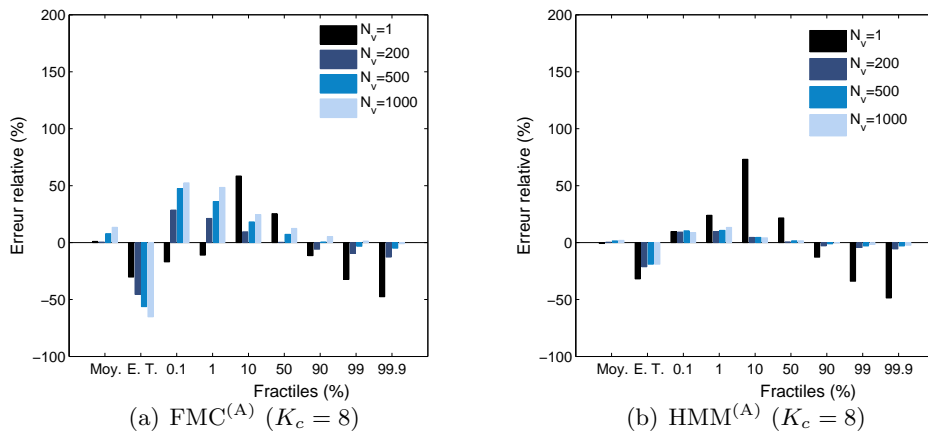 200
150
100
50
0
−50
−100
Erreur relative (%)
N_v=1
N_v=200
N_v=500
N_v=1000
Moy. E. T. 0.1 1 10 50 90 99 99.9
Fractiles (%)
(a) FMC^(A) (K_c = 8)
200
150
100
50
0
−50
−100
Erreur relative (%)
N_v=1
N_v=200
N_v=500
N_v=1000
Moy. E. T. 0.1 1 10 50 90 99 99.9
Fractiles (%)
(b) HMM^(A) (K_c = 8)